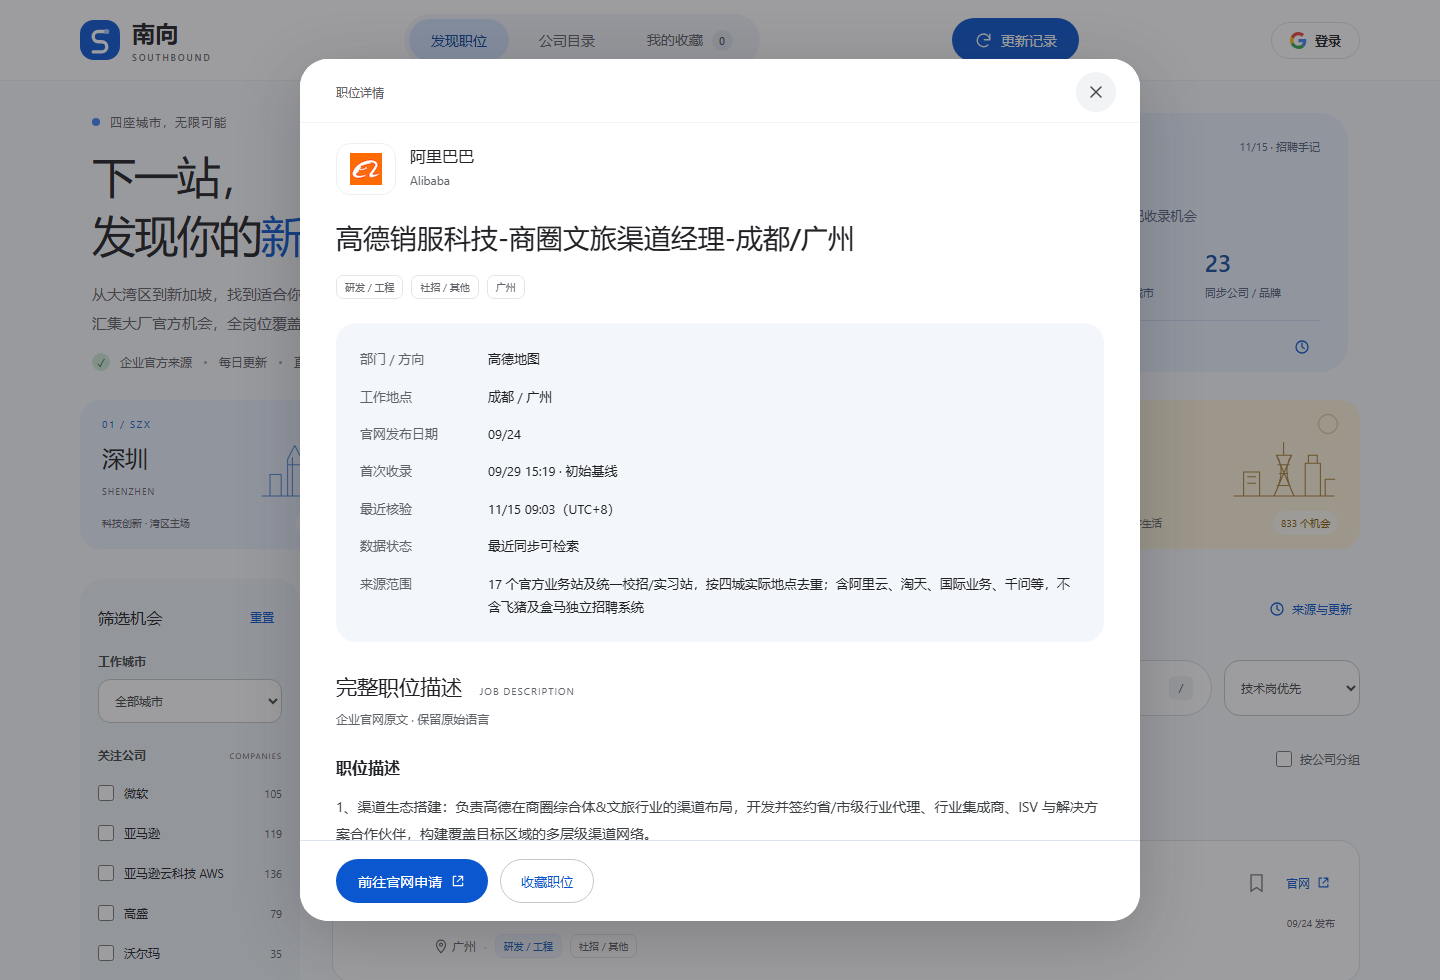 南向
SOUTHBOUND
发现职位
公司目录
我的收藏 0
更新记录
登录
四座城市，无限可能
下一站，
发现你的新
从大湾区到新加坡，找到适合你
汇集大厂官方机会，全岗位覆盖
企业官方来源 · 每日更新 ·
11/15 · 招聘手记
收录机会
23
同步公司 / 品牌
01 / SZX
深圳
SHENZHEN
科技创新 · 湾区主场
生活
833 个机会
筛选机会
重置
工作城市
全部城市
关注公司
COMPANIES
微软 105
亚马逊 119
亚马逊云科技 AWS 136
高盛 79
沃尔玛 35
来源与更新
/
技术岗优先
按公司分组
官网
09/24 发布
广州 ·
研发 / 工程
社招 / 其他
职位详情
阿里巴巴
Alibaba
高德销服科技-商圈文旅渠道经理-成都/广州
研发 / 工程
社招 / 其他
广州
部门 / 方向 高德地图
工作地点 成都 / 广州
官网发布日期 09/24
首次收录 09/29 15:19 · 初始基线
最近核验 11/15 09:03（UTC+8）
数据状态 最近同步可检索
来源范围 17 个官方业务站及统一校招/实习站，按四城实际地点去重；含阿里云、淘天、国际业务、千问等，不
含飞猪及盒马独立招聘系统
完整职位描述 JOB DESCRIPTION
企业官网原文 · 保留原始语言
职位描述
1、渠道生态搭建：负责高德在商圈综合体&文旅行业的渠道布局，开发并签约省/市级行业代理、行业集成商、ISV 与解决方
案合作伙伴，构建覆盖目标区域的多层级渠道网络。
前往官网申请
收藏职位